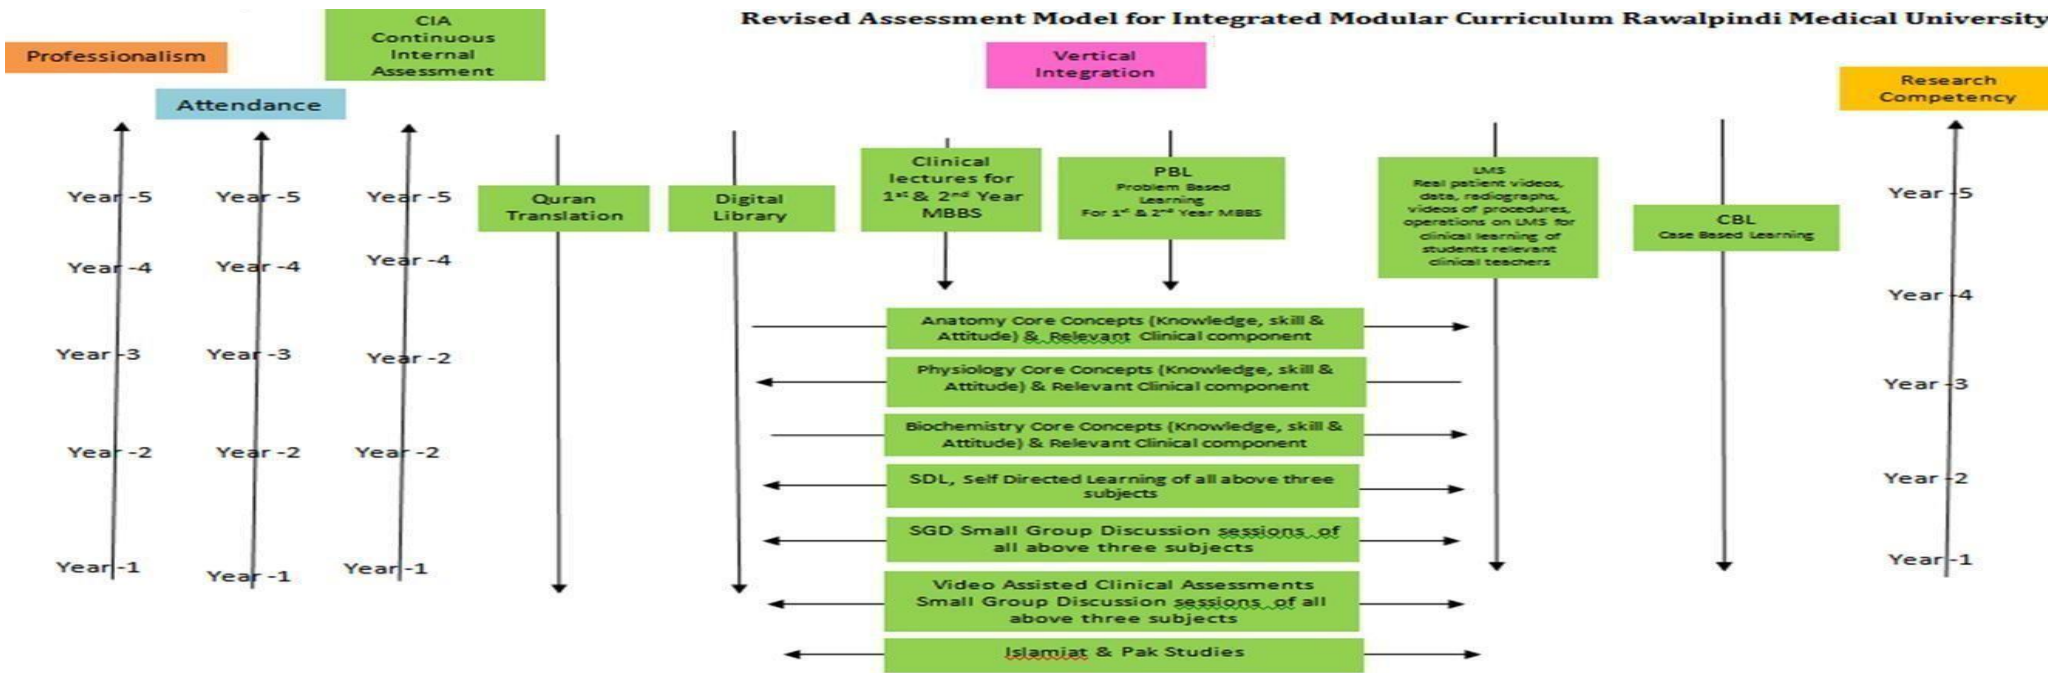 Revised Assessment Model for Integrated Modular Curriculum Rawalpindi Medical University
Professionalism
Attendance
CIA
Continuous
Internal
Assessment
Vertical
Integration
Research
Competency
Year -5
Year -4
Year -3
Year -2
Year -1
Year -5
Year -4
Year -3
Year -2
Year -1
Year -5
Year -4
Year -2
Year -2
Year -1
Quran
Translation
Digital
Library
Clinical
lectures for
1st & 2nd Year
MBBS
PBL
Problem Based
Learning
For 1st & 2nd Year MBBS
LMS
Real patient videos,
data, radiographs,
videos of procedures,
operations on LMS for
clinical learning of
students relevant
clinical teachers
CBL
Case Based Learning
Year -5
Year -4
Year -3
Year -2
Year -1
Anatomy Core Concepts (Knowledge, skill &
Attitude) & Relevant Clinical component
Physiology Core Concepts (Knowledge, skill &
Attitude) & Relevant Clinical component
Biochemistry Core Concepts (Knowledge, skill &
Attitude) & Relevant Clinical component
SDL, Self Directed Learning of all above three
subjects
SGD Small Group Discussion sessions of
all above three subjects
Video Assisted Clinical Assessments
Small Group Discussion sessions of all
above three subjects
Islamiat & Pak Studies